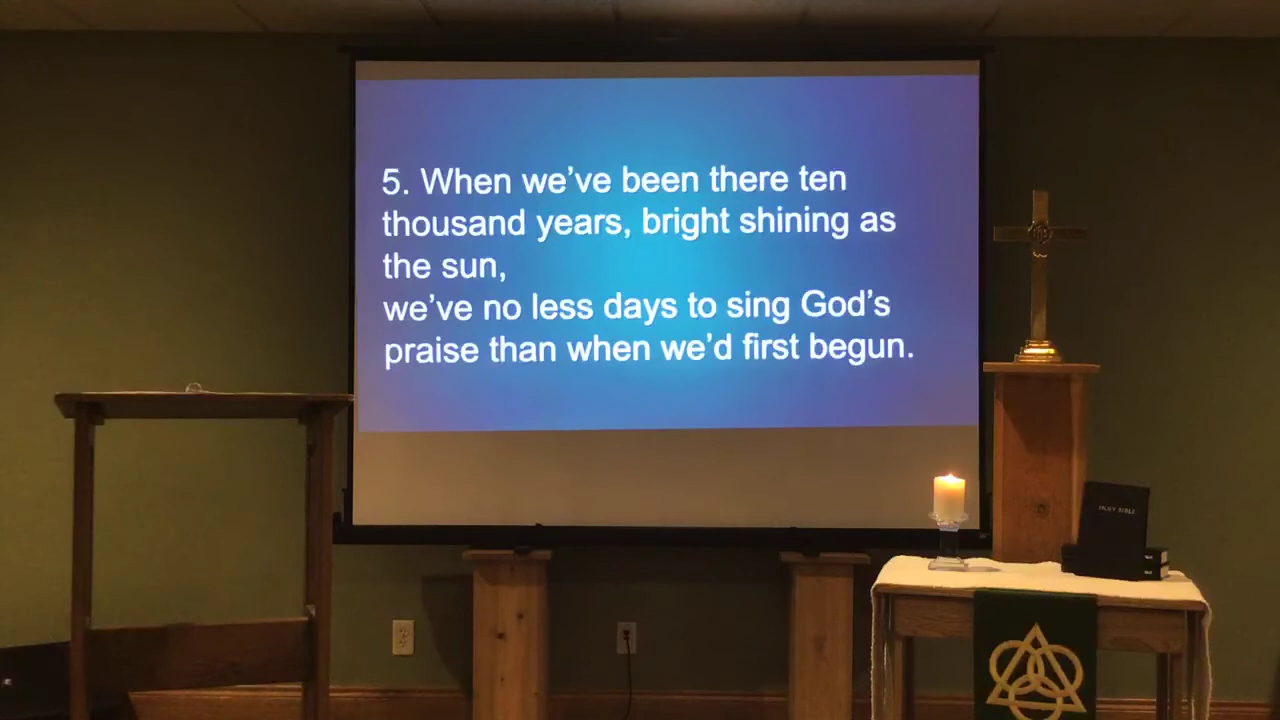 5. When we’ve been there ten
thousand years, bright shining as
the sun,
we’ve no less days to sing God’s
praise than when we’d first begun.
HOLY BIBLE